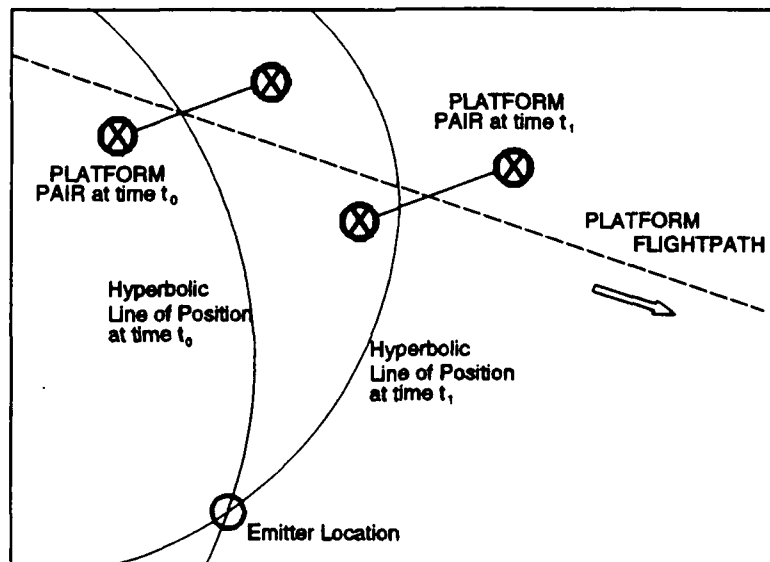 PLATFORM
PAIR at time t₁
PLATFORM
PAIR at time t₀
PLATFORM
FLIGHTPATH
Hyperbolic
Line of Position
at time t₀
Hyperbolic
Line of Position
at time t₁
Emitter Location